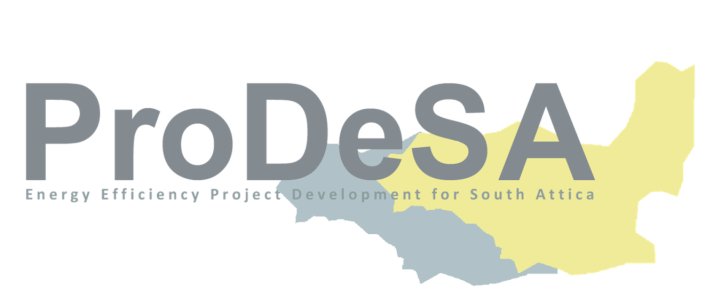 ProDeSA
Energy Efficiency Project Development for South Attica